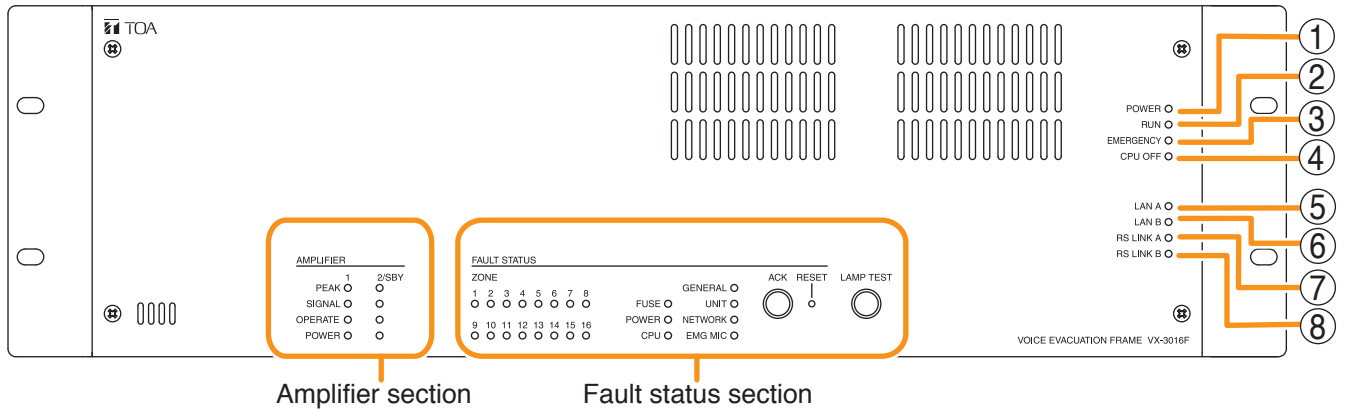 TOA
1
2
3
4
POWER
RUN
EMERGENCY
CPU OFF
5
6
7
8
LAN A
LAN B
RS LINK A
RS LINK B
AMPLIFIER
1 2/SBY
PEAK
SIGNAL
OPERATE
POWER
FAULT STATUS
ZONE
1 2 3 4 5 6 7 8
9 10 11 12 13 14 15 16
FUSE
POWER
CPU
GENERAL
UNIT
NETWORK
EMG MIC
ACK RESET LAMP TEST
VOICE EVACUATION FRAME VX-3016F
Amplifier section
Fault status section